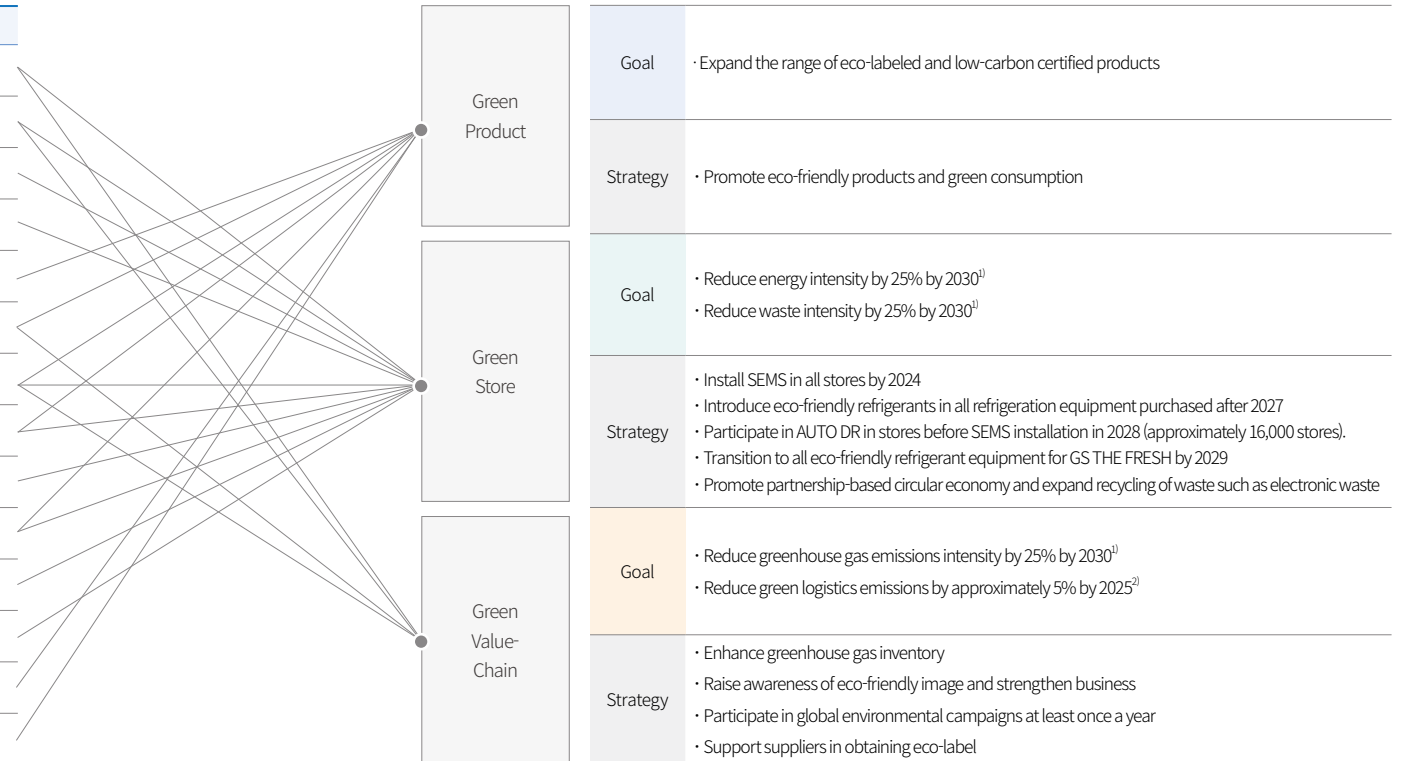 Green
Product
Goal
· Expand the range of eco-labeled and low-carbon certified products
Strategy
· Promote eco-friendly products and green consumption
Green
Store
Goal
· Reduce energy intensity by 25% by 2030¹⁾
· Reduce waste intensity by 25% by 2030¹⁾
Strategy
· Install SEMS in all stores by 2024
· Introduce eco-friendly refrigerants in all refrigeration equipment purchased after 2027
· Participate in AUTO DR in stores before SEMS installation in 2028 (approximately 16,000 stores).
· Transition to all eco-friendly refrigerant equipment for GS THE FRESH by 2029
· Promote partnership-based circular economy and expand recycling of waste such as electronic waste
Green
Value-
Chain
Goal
· Reduce greenhouse gas emissions intensity by 25% by 2030¹⁾
· Reduce green logistics emissions by approximately 5% by 2025²⁾
Strategy
· Enhance greenhouse gas inventory
· Raise awareness of eco-friendly image and strengthen business
· Participate in global environmental campaigns at least once a year
· Support suppliers in obtaining eco-label